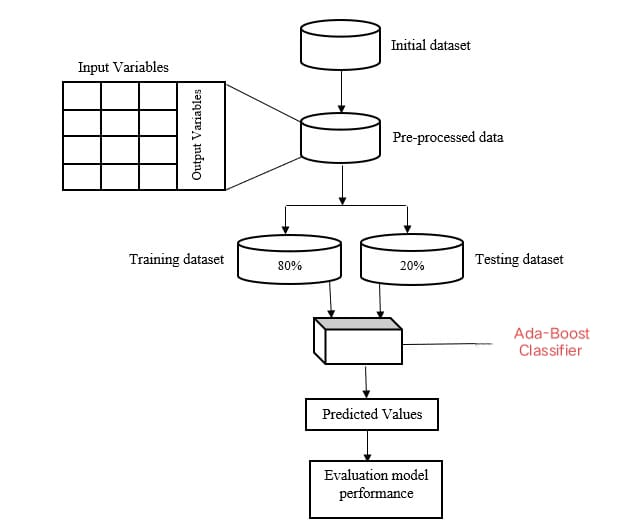 Initial dataset
Input Variables
Output Variables
Pre-processed data
Training dataset
80%
20%
Testing dataset
Ada-Boost
Classifier
Predicted Values
Evaluation model
performance